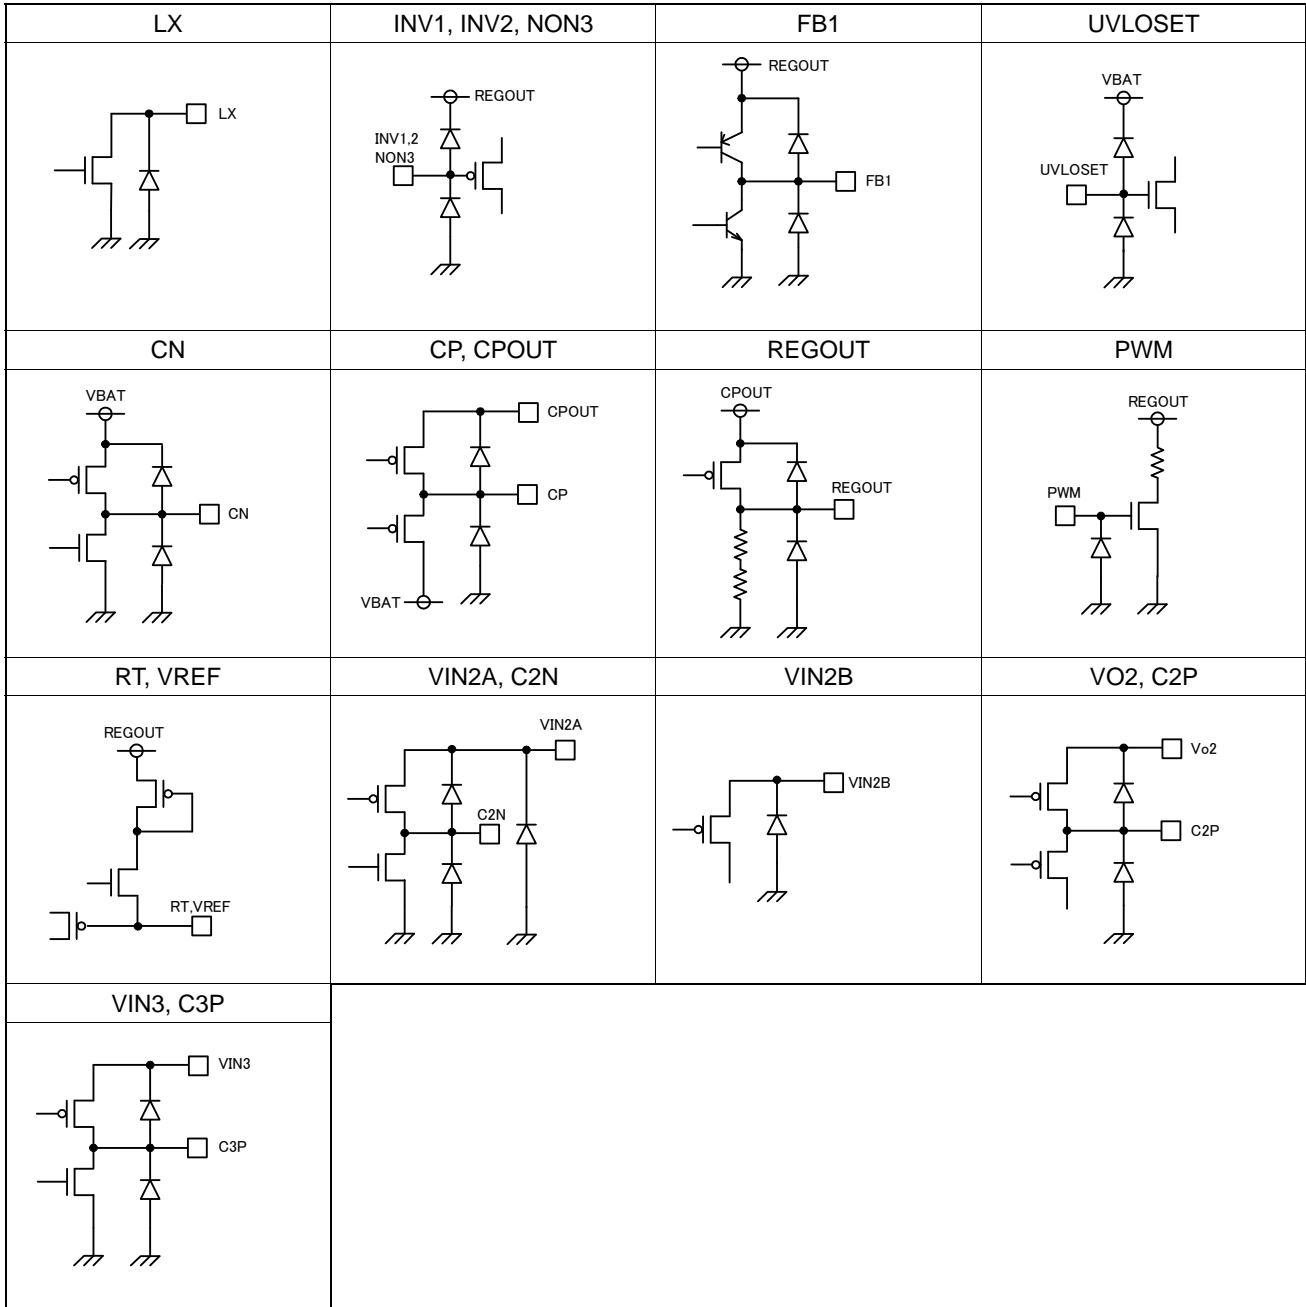 LX
LX
INV1, INV2, NON3
REGOUT
INV1,2
NON3
FB1
REGOUT
FB1
UVLOSET
VBAT
UVLOSET
CN
VBAT
CN
CP, CPOUT
CPOUT
CP
VBAT
REGOUT
CPOUT
REGOUT
PWM
REGOUT
PWM
RT, VREF
REGOUT
RT,VREF
VIN2A, C2N
VIN2A
C2N
VIN2B
VIN2B
VO2, C2P
Vo2
C2P
VIN3, C3P
VIN3
C3P